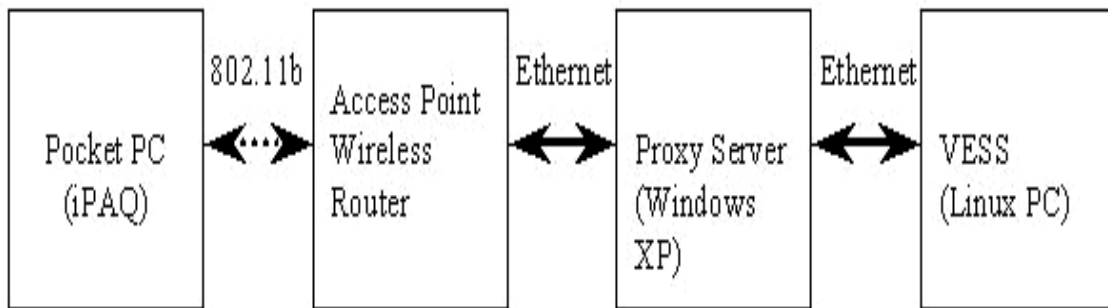 802.11b
Ethernet
Ethernet
Pocket PC
(iPAQ)
Access Point
Wireless
Router
Proxy Server
(Windows
XP)
VESS
(Linux PC)